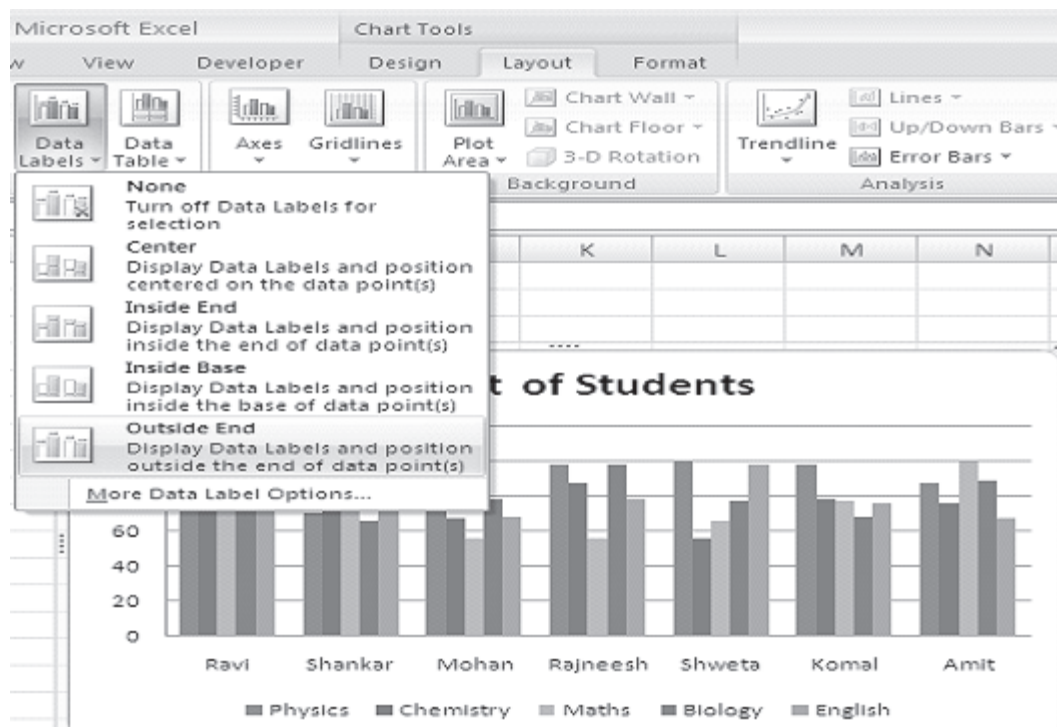 Microsoft Excel Chart Tools
w View Developer Design Layout Format
Data Labels
Data Table
Axes
Gridlines
Plot Area
Chart Wall
Chart Floor
3-D Rotation
Background
Trendline
Lines
Up/Down Bars
Error Bars
Analysis
None
Turn off Data Labels for
selection
Center
Display Data Labels and position
centered on the data point(s)
Inside End
Display Data Labels and position
inside the end of data point(s)
Inside Base
Display Data Labels and position
inside the base of data point(s)
Outside End
Display Data Labels and position
outside the end of data point(s)
More Data Label Options...
K L M N
t of Students
60
40
20
0
Ravi Shankar Mohan Rajneesh Shweta Komal Amit
Physics Chemistry Maths Biology English